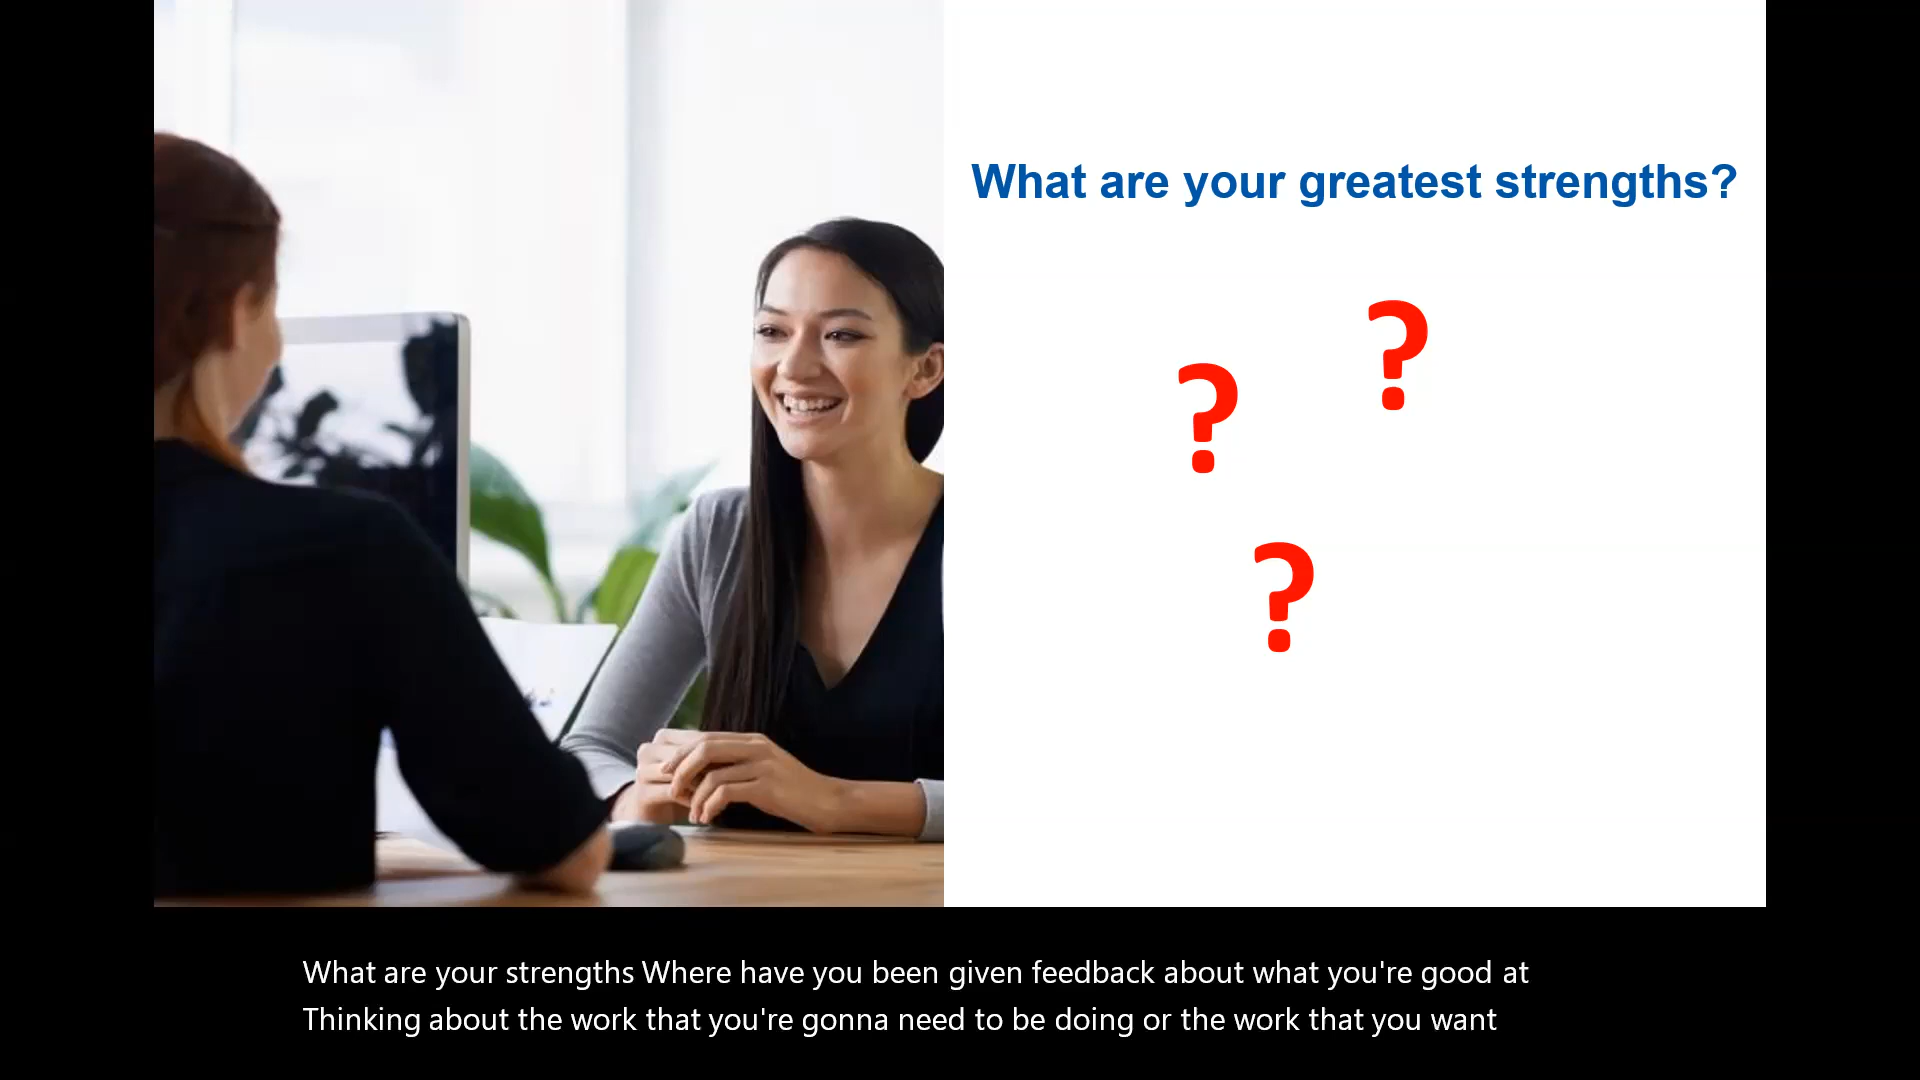 What are your greatest strengths?
?
?
?
What are your strengths Where have you been given feedback about what you're good at
Thinking about the work that you're gonna need to be doing or the work that you want